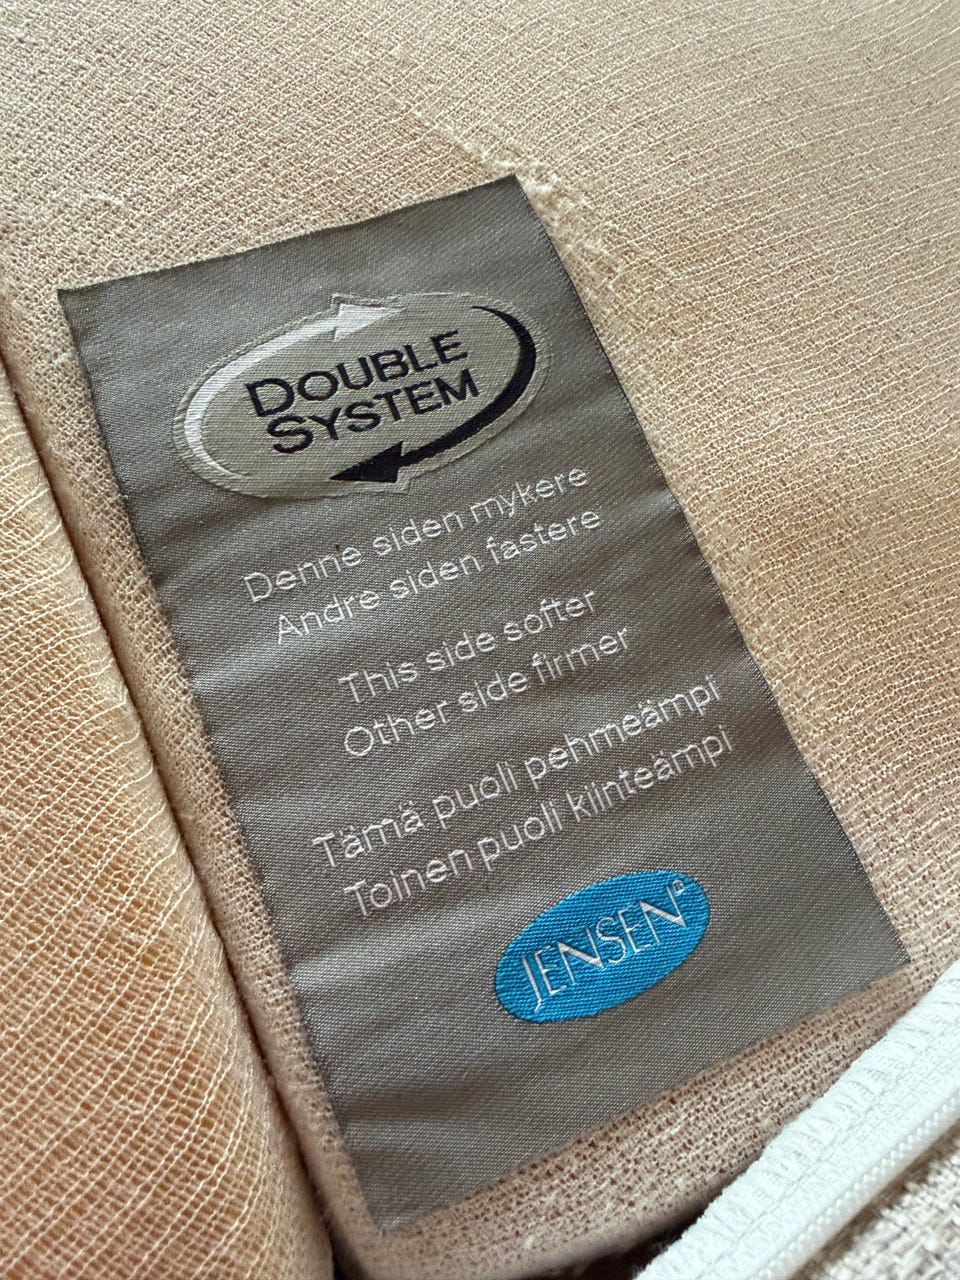 DOUBLE
SYSTEM
Denne siden mykere
Andre siden fastere
This side softer
Other side firmer
Tämä puoli pehmeämpi
Toinen puoli kiinteämpi
JENSEN®